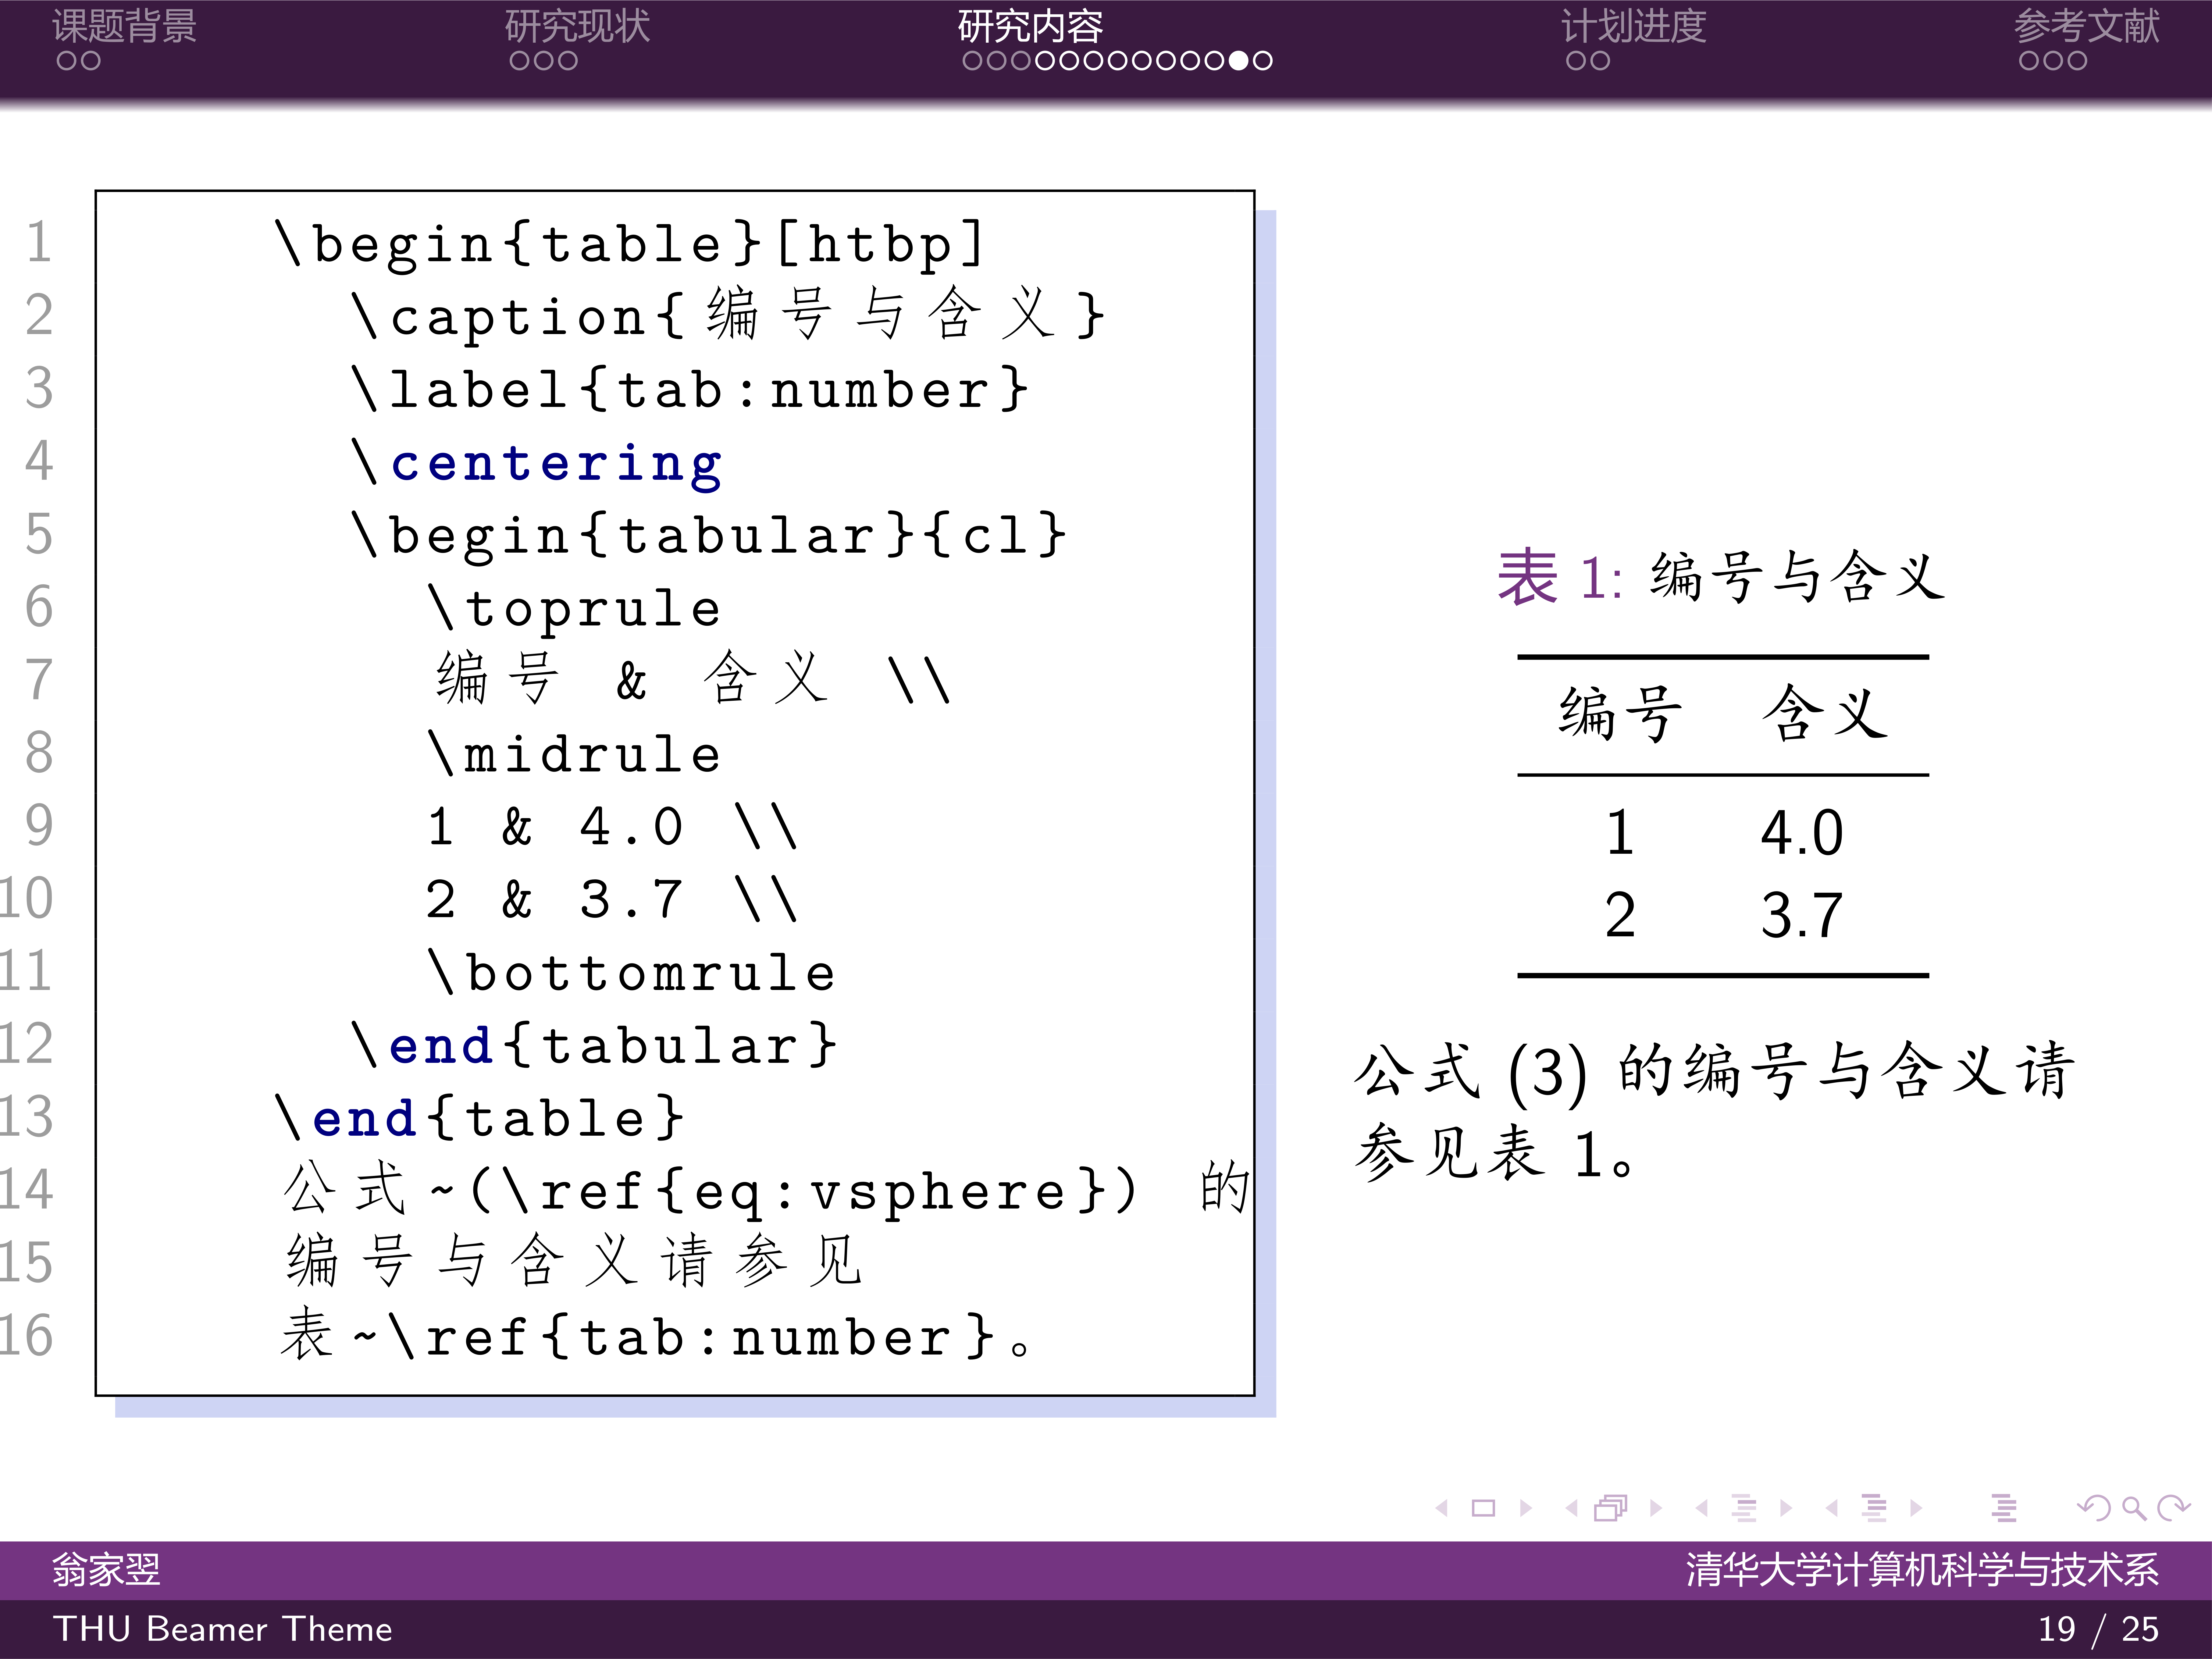 课题背景 研究现状 研究内容 计划进度 参考文献
1 \begin{table}[htbp]
2 \caption{编号与含义}
3 \label{tab:number}
4 \centering
5 \begin{tabular}{cl}
6 \toprule
7 编号 & 含义 \\
8 \midrule
9 1 & 4.0 \\
10 2 & 3.7 \\
11 \bottomrule
12 \end{tabular}
13 \end{table}
14 公式~(\ref{eq:vsphere}) 的
15 编号与含义请参见
16 表~\ref{tab:number}。
表 1: 编号与含义
编号 含义
1 4.0
2 3.7
公式 (3) 的编号与含义请
参见表 1。
翁家翌 清华大学计算机科学与技术系
THU Beamer Theme 19 / 25